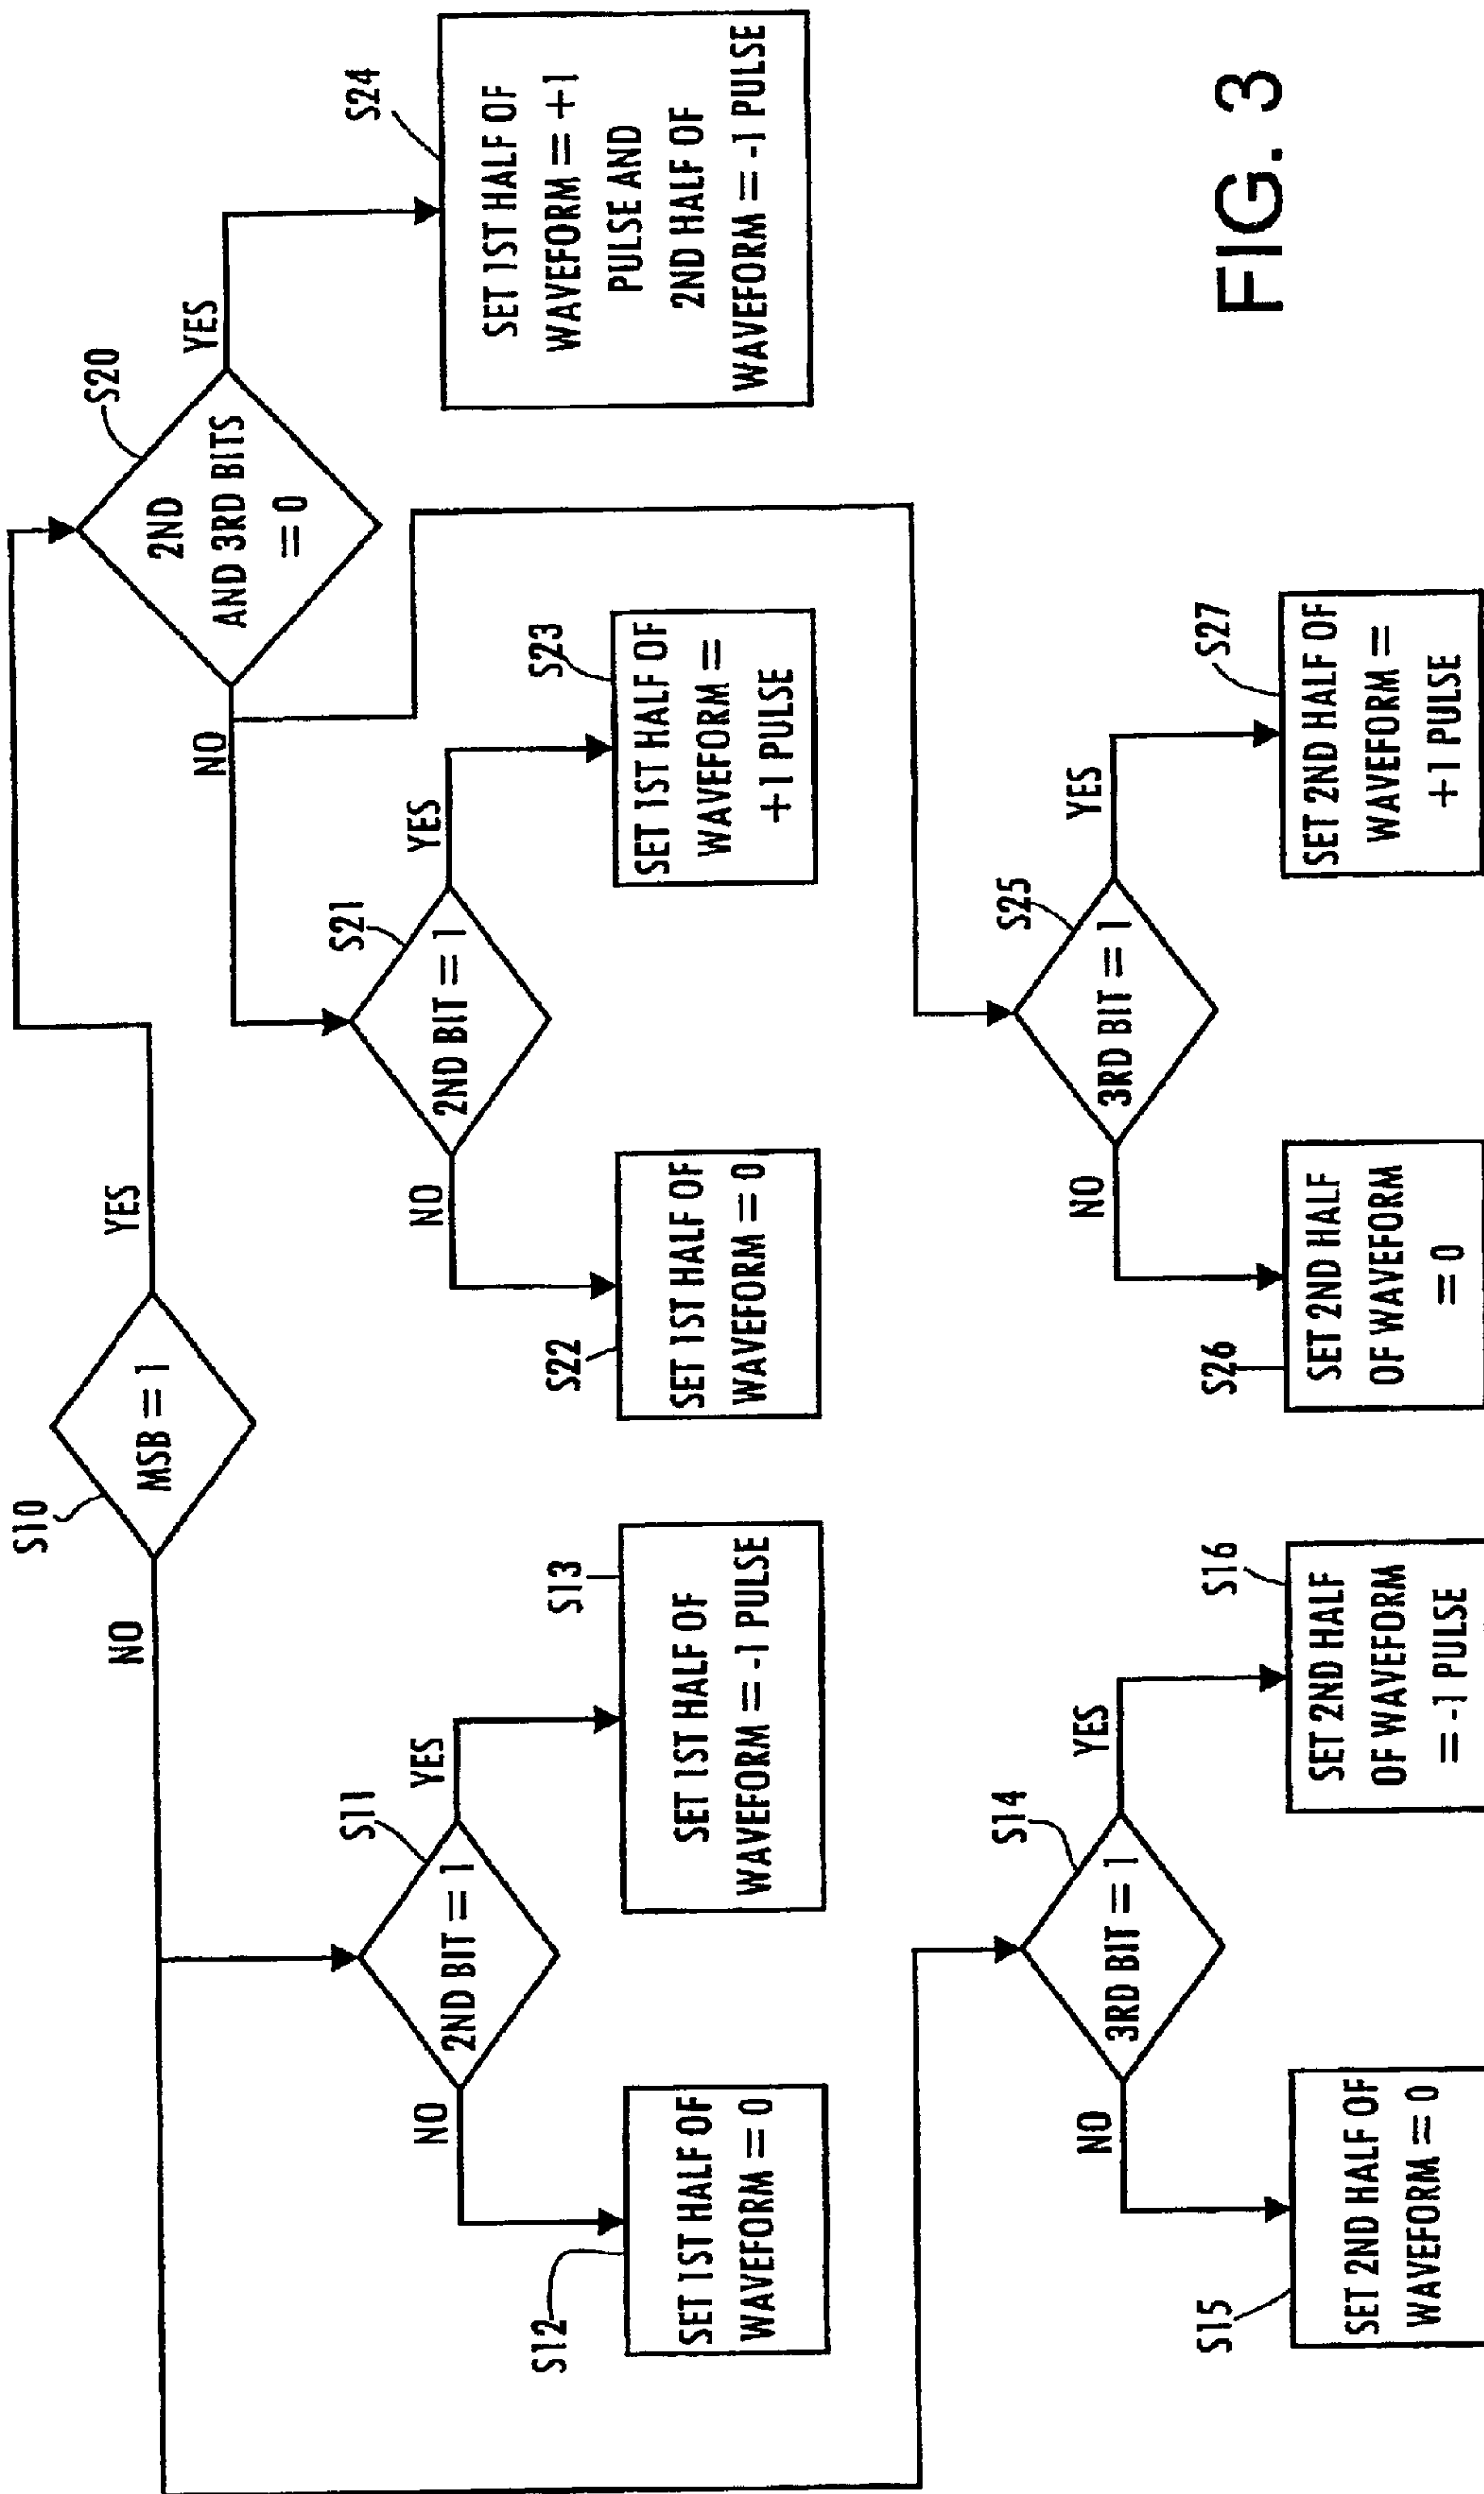 S10
MSB = 1
NO
YES
S11
2ND BIT = 1
NO
YES
S12
SET 1ST HALF OF
WAVEFORM = 0
S13
SET 1ST HALF OF
WAVEFORM = -1 PULSE
S14
3RD BIT = 1
NO
YES
S15
SET 2ND HALF OF
WAVEFORM = 0
S16
SET 2ND HALF
OF WAVEFORM
= -1 PULSE
S20
2ND
AND 3RD BITS
= 0
NO
YES
S21
2ND BIT = 1
NO
YES
S22
SET 1ST HALF OF
WAVEFORM = 0
S23
SET 1ST HALF OF
WAVEFORM =
+1 PULSE
S24
SET 1ST HALF OF
WAVEFORM = +1
PULSE AND
2ND HALF OF
WAVEFORM = -1 PULSE
S25
3RD BIT = 1
NO
YES
S26
SET 2ND HALF
OF WAVEFORM
= 0
S27
SET 2ND HALF OF
WAVEFORM =
+1 PULSE
FIG. 3